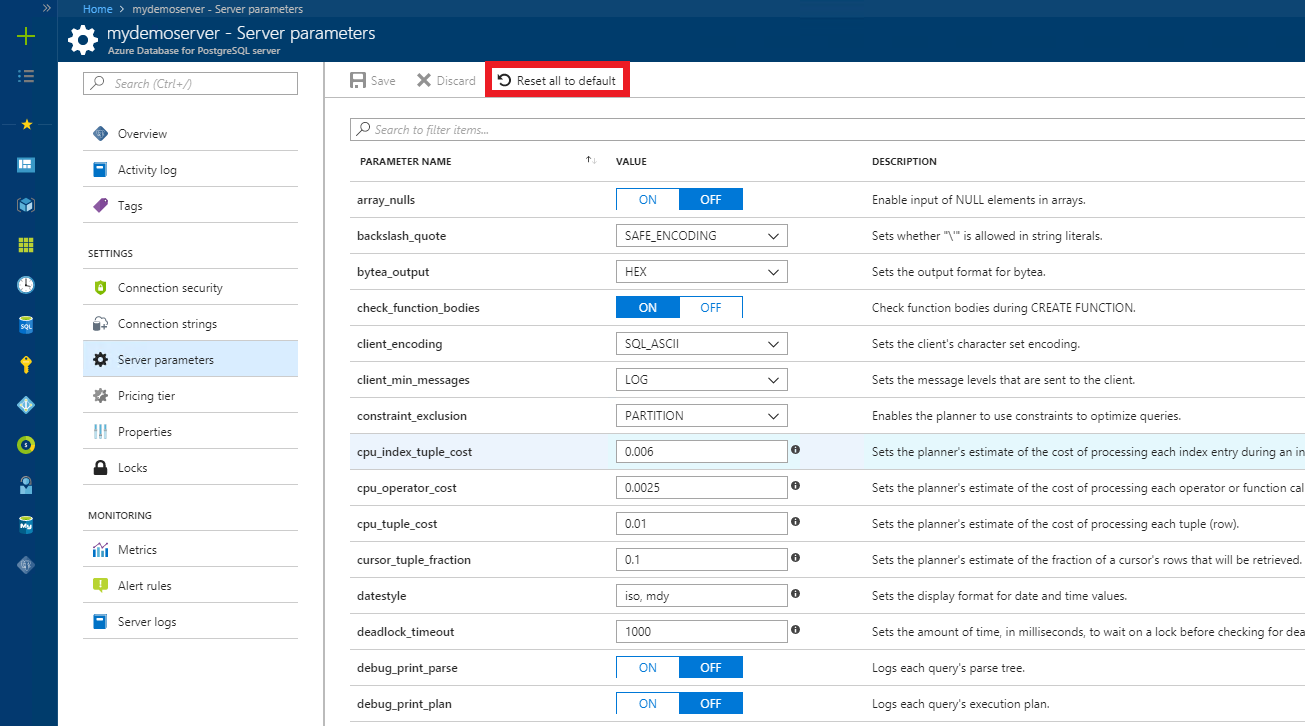 Home > mydemoserver - Server parameters
mydemoserver - Server parameters
Azure Database for PostgreSQL server
Search (Ctrl+/)
Overview
Activity log
Tags
SETTINGS
Connection security
Connection strings
Server parameters
Pricing tier
Properties
Locks
MONITORING
Metrics
Alert rules
Server logs
Save Discard Reset all to default
Search to filter items...
PARAMETER NAME VALUE DESCRIPTION
array_nulls ON OFF Enable input of NULL elements in arrays.
backslash_quote SAFE_ENCODING Sets whether "\'" is allowed in string literals.
bytea_output HEX Sets the output format for bytea.
check_function_bodies ON OFF Check function bodies during CREATE FUNCTION.
client_encoding SQL_ASCII Sets the client's character set encoding.
client_min_messages LOG Sets the message levels that are sent to the client.
constraint_exclusion PARTITION Enables the planner to use constraints to optimize queries.
cpu_index_tuple_cost 0.006 Sets the planner's estimate of the cost of processing each index entry during an in
cpu_operator_cost 0.0025 Sets the planner's estimate of the cost of processing each operator or function cal
cpu_tuple_cost 0.01 Sets the planner's estimate of the cost of processing each tuple (row).
cursor_tuple_fraction 0.1 Sets the planner's estimate of the fraction of a cursor's rows that will be retrieved.
datestyle iso, mdy Sets the display format for date and time values.
deadlock_timeout 1000 Sets the amount of time, in milliseconds, to wait on a lock before checking for dea
debug_print_parse ON OFF Logs each query's parse tree.
debug_print_plan ON OFF Logs each query's execution plan.
SQL
My